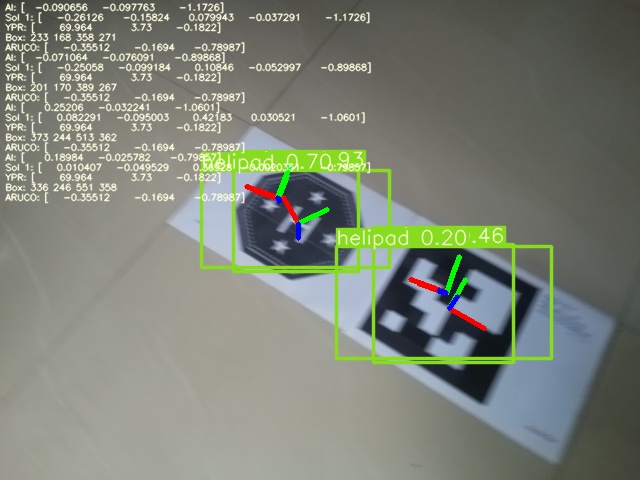 AI: [ -0.090656 -0.097763 -1.1726]
Sol 1: [ -0.26126 -0.15824 0.079943 -0.037291 -1.1726]
YPR: [ 69.964 3.73 -0.1822]
Box: 233 168 358 271
ARUCO: [ -0.35512 -0.1694 -0.78987]
AI: [ -0.071064 -0.076091 -0.89868]
Sol 1: [ -0.25058 -0.099184 0.10846 -0.052997 -0.89868]
YPR: [ 69.964 3.73 -0.1822]
Box: 201 170 389 267
ARUCO: [ -0.35512 -0.1694 -0.78987]
AI: [ 0.25206 -0.032241 -1.0601]
Sol 1: [ 0.082291 -0.095003 0.42183 0.030521 -1.0601]
YPR: [ 69.964 3.73 -0.1822]
Box: 373 244 513 362
ARUCO: [ -0.35512 -0.1694 -0.78987]
AI: [ 0.18984 -0.025782
Sol 1: [ 0.010407 -0.049529
YPR: [ 69.964 3.73 -0.1822]
Box: 336 246 551 358
ARUCO: [ -0.35512 -0.1694 -0.78987]
helipad 0.70.93
helipad 0.20.46